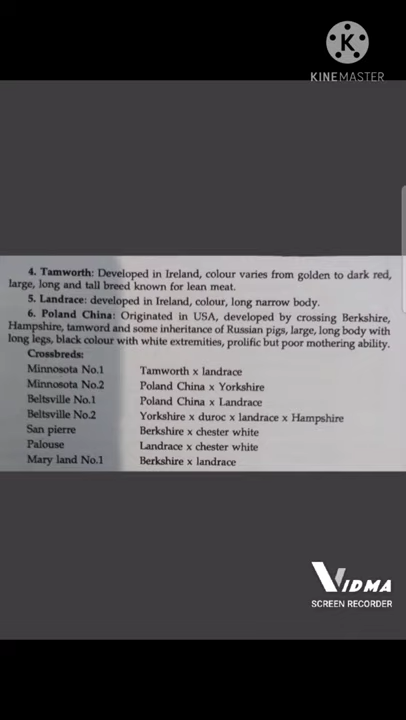 KINEMASTER
4. Tamworth: Developed in Ireland, colour varies from golden to dark red,
large, long and tall breed known for lean meat.
5. Landrace: developed in Ireland, colour, long narrow body.
6. Poland China: Originated in USA, developed by crossing Berkshire,
Hampshire, tamword and some inheritance of Russian pigs, large, long body with
long legs, black colour with white extremities, prolific but poor mothering ability.
Crossbreds:
Minnosota No.1 Tamworth x landrace
Minnosota No.2 Poland China x Yorkshire
Beltsville No.1 Poland China x Landrace
Beltsville No.2 Yorkshire x duroc x landrace x Hampshire
San pierre Berkshire x chester white
Palouse Landrace x chester white
Mary land No.1 Berkshire x landrace
VIDMA
SCREEN RECORDER